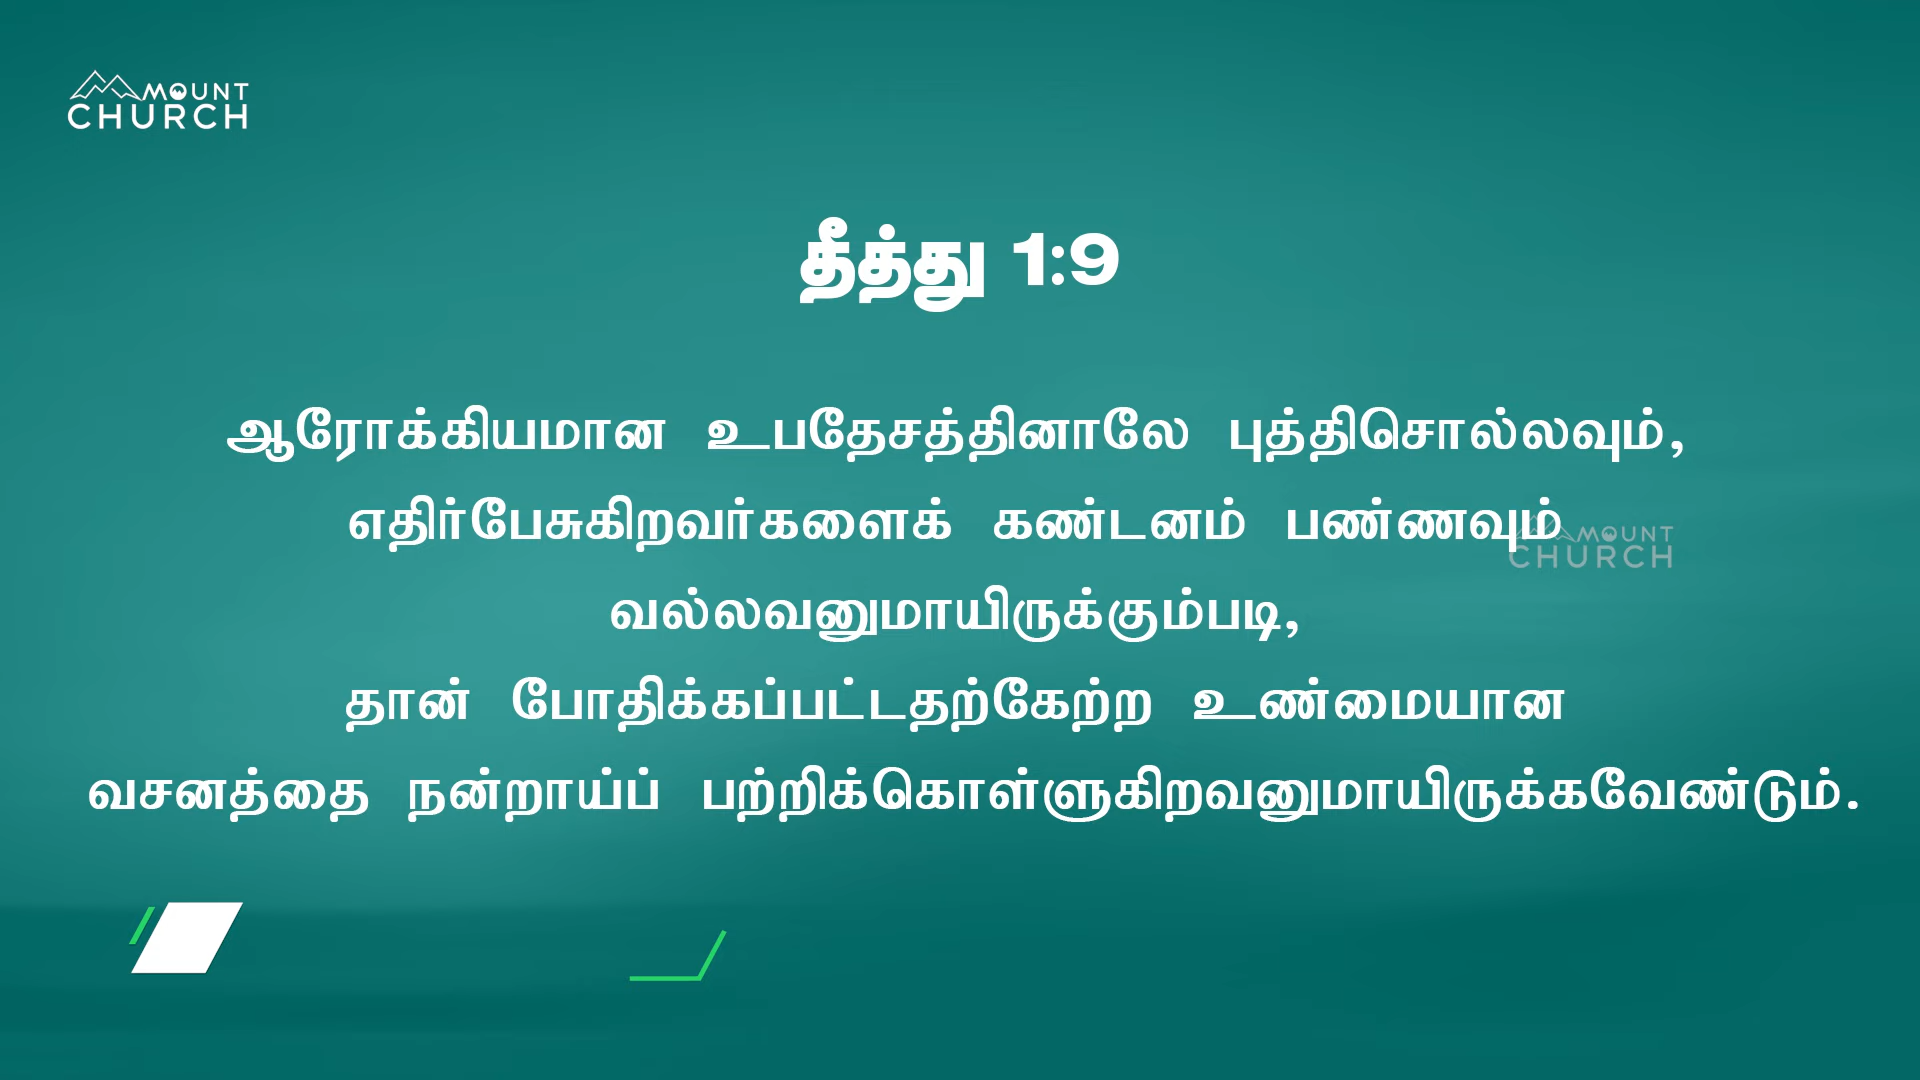 MOUNT
CHURCH
தீத்து 1:9
ஆரோக்கியமான உபதேசத்தினாலே புத்திசொல்லவும்,
எதிர்பேசுகிறவர்களைக் கண்டனம் பண்ணவும்
MOUNT
CHURCH
வல்லவனுமாயிருக்கும்படி,
தான் போதிக்கப்பட்டதற்கேற்ற உண்மையான
வசனத்தை நன்றாய்ப் பற்றிக்கொள்ளுகிறவனுமாயிருக்கவேண்டும்.